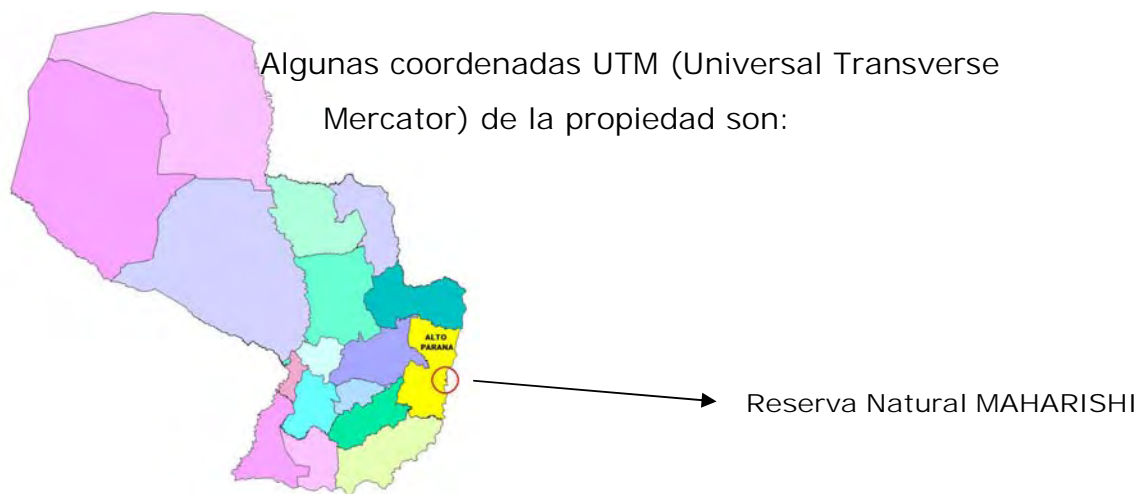 Algunas coordenadas UTM (Universal Transverse
Mercator) de la propiedad son:
ALTO
PARANA
Reserva Natural MAHARISHI